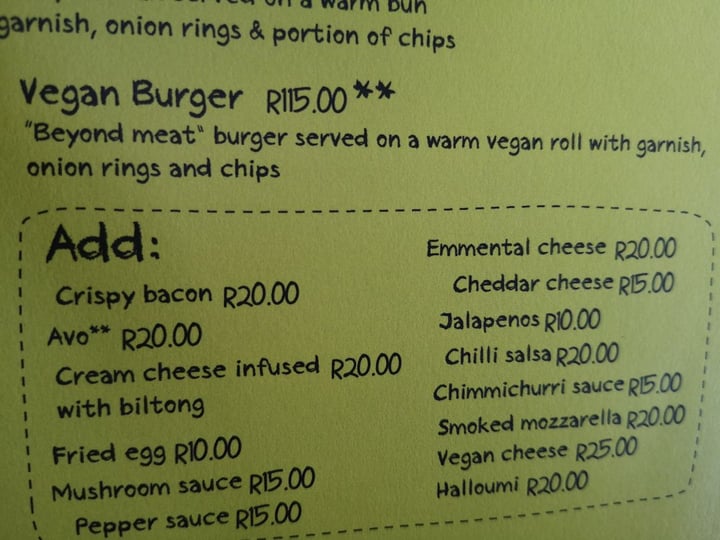 served on a warm bun
garnish, onion rings & portion of chips
Vegan Burger R115.00**
"Beyond meat" burger served on a warm vegan roll with garnish,
onion rings and chips
Add:
Crispy bacon R20.00
Avo** R20.00
Cream cheese infused R20.00
with biltong
Fried egg R10.00
Mushroom sauce R15.00
Pepper sauce R15.00
Emmental cheese R20.00
Cheddar cheese R15.00
Jalapenos R10.00
Chilli salsa R20.00
Chimmichurri sauce R15.00
Smoked mozzarella R20.00
Vegan cheese R25.00
Halloumi R20.00